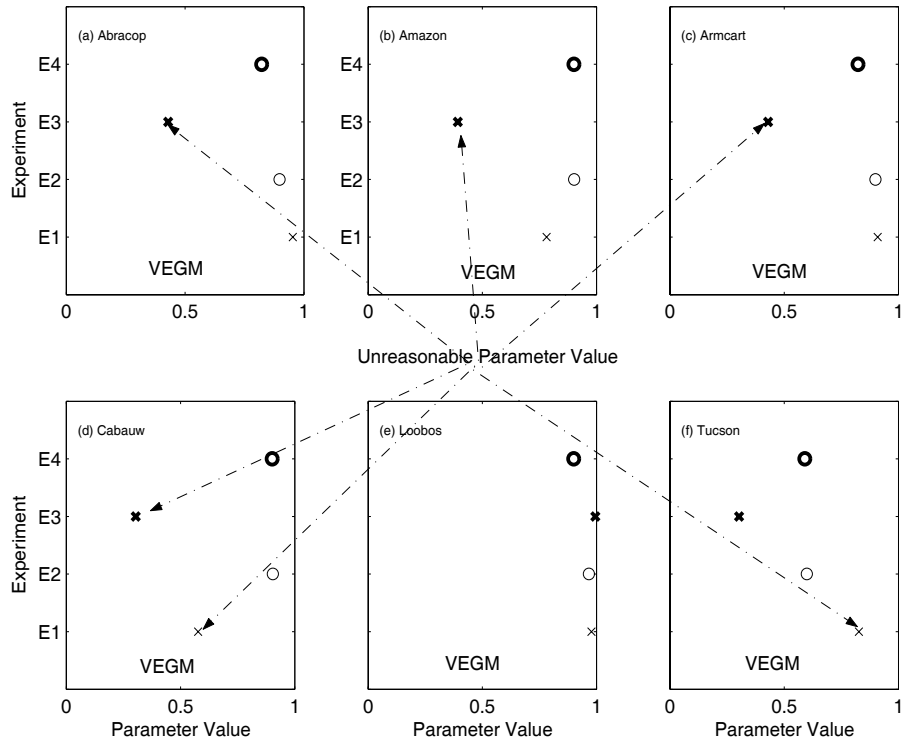 (a) Abracop
(b) Amazon
(c) Armcart
E4
E3
E2
E1
Experiment
VEGM
VEGM
VEGM
0 0.5 1
0 0.5 1
0 0.5 1
Unreasonable Parameter Value
(d) Cabauw
(e) Loobos
(f) Tucson
E4
E3
E2
E1
Experiment
VEGM
VEGM
VEGM
0 0.5 1
0 0.5 1
0 0.5 1
Parameter Value
Parameter Value
Parameter Value